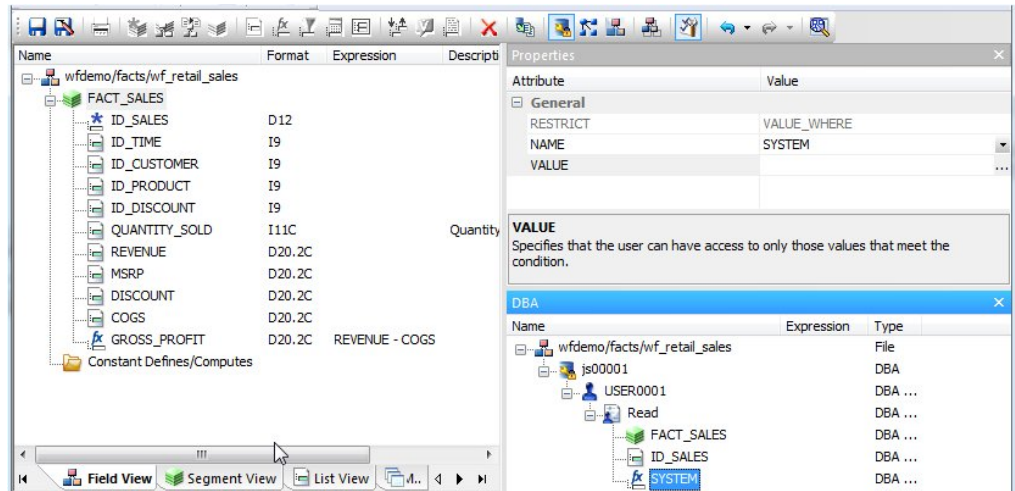 Name Format Expression Descripti
wfdemo/facts/wf_retail_sales
FACT_SALES
ID_SALES D12
ID_TIME I9
ID_CUSTOMER I9
ID_PRODUCT I9
ID_DISCOUNT I9
QUANTITY_SOLD I11C Quantity
REVENUE D20.2C
MSRP D20.2C
DISCOUNT D20.2C
COGS D20.2C
GROSS_PROFIT D20.2C REVENUE - COGS
Constant Defines/Computes
Field View Segment View List View M..
Properties
Attribute Value
General
RESTRICT VALUE_WHERE
NAME SYSTEM
VALUE ...
VALUE
Specifies that the user can have access to only those values that meet the
condition.
DBA
Name Expression Type
wfdemo/facts/wf_retail_sales File
js00001 DBA
USER0001 DBA ...
Read DBA ...
FACT_SALES DBA ...
ID_SALES DBA ...
SYSTEM DBA ...